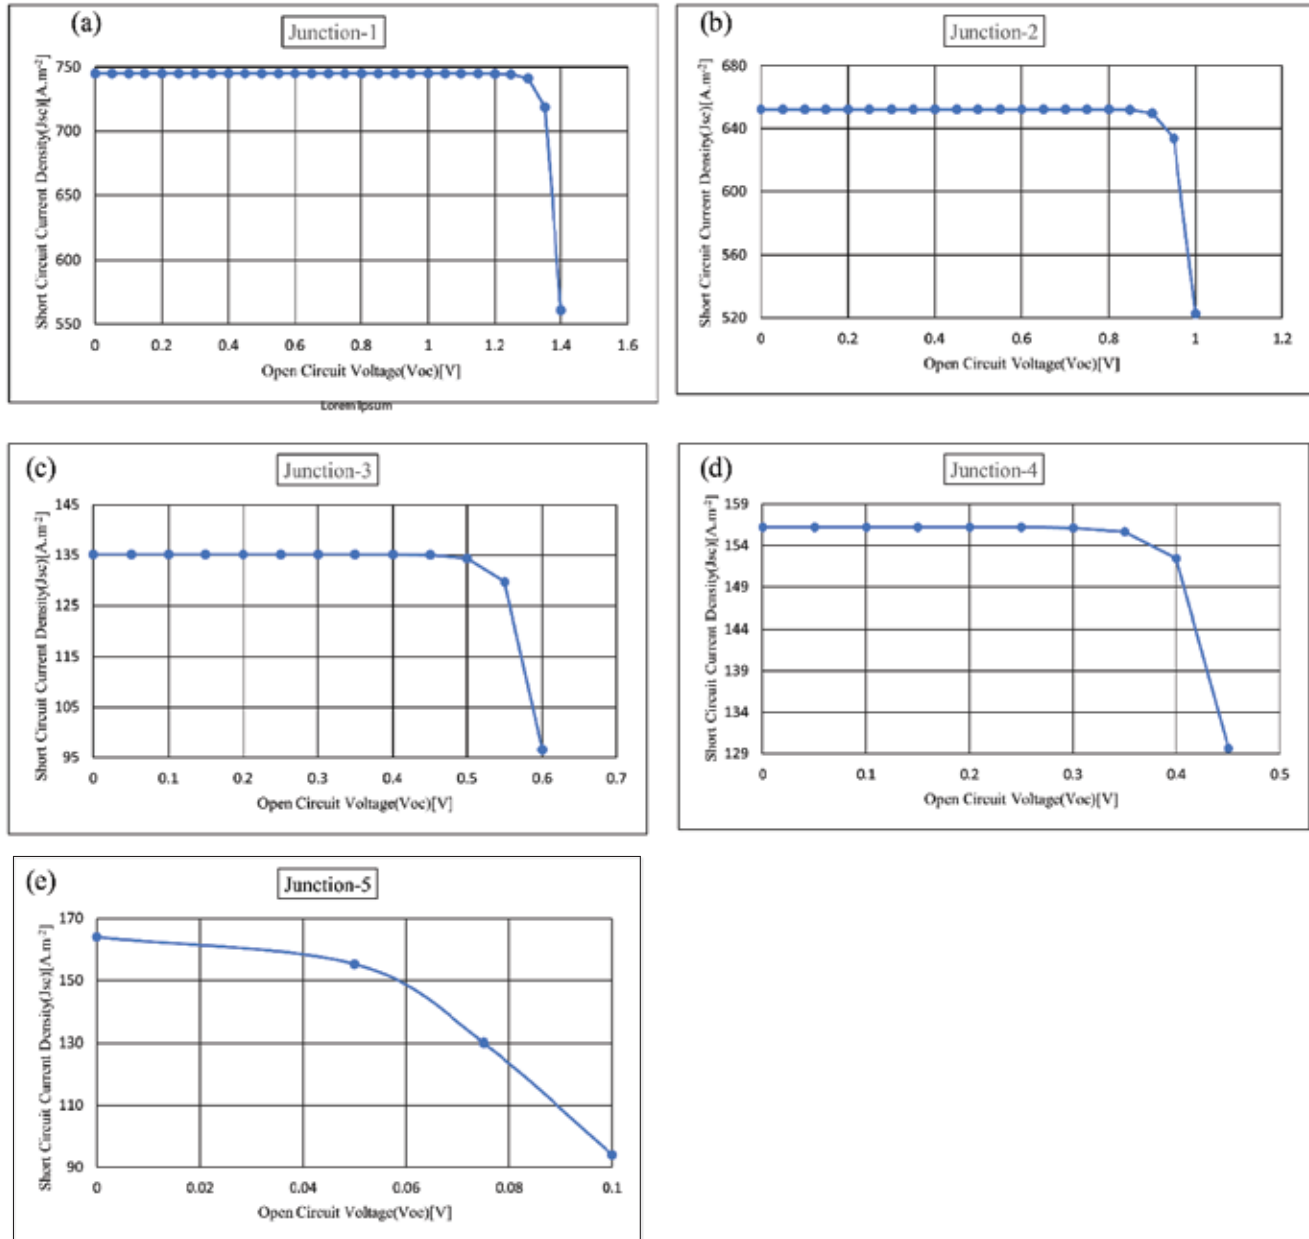 (a)
Junction-1
Short Circuit Current Density(Jsc)[A.m⁻²]
750
700
650
600
550
0 0.2 0.4 0.6 0.8 1 1.2 1.4 1.6
Open Circuit Voltage(Voc)[V]
Lorem Ipsum
(b)
Junction-2
Short Circuit Current Density(Jsc)[A.m⁻²]
680
640
600
560
520
0 0.2 0.4 0.6 0.8 1 1.2
Open Circuit Voltage(Voc)[V]
(c)
Junction-3
Short Circuit Current Density(Jsc)[A.m⁻²]
145
135
125
115
105
95
0 0.1 0.2 0.3 0.4 0.5 0.6 0.7
Open Circuit Voltage(Voc)[V]
(d)
Junction-4
Short Circuit Current Density(Jsc)[A.m⁻²]
159
154
149
144
139
134
129
0 0.1 0.2 0.3 0.4 0.5
Open Circuit Voltage(Voc)[V]
(e)
Junction-5
Short Circuit Current Density(Jsc)[A.m⁻²]
170
150
130
110
90
0 0.02 0.04 0.06 0.08 0.1
Open Circuit Voltage(Voc)[V]